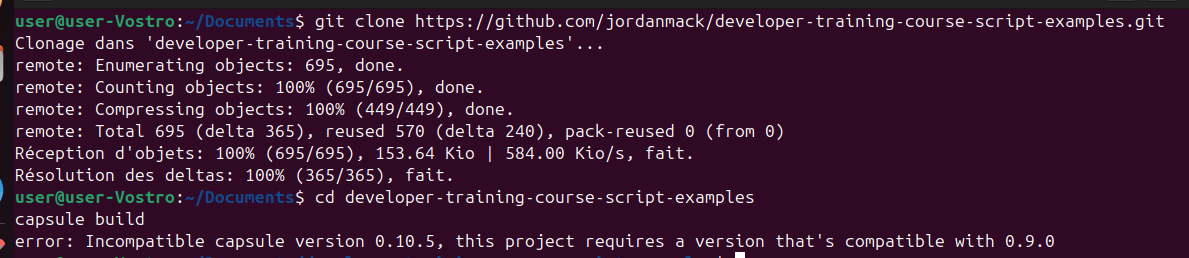 user@user-Vostro:~/Documents$ git clone https://github.com/jordanmack/developer-training-course-script-examples.git
Clonage dans 'developer-training-course-script-examples'...
remote: Enumerating objects: 695, done.
remote: Counting objects: 100% (695/695), done.
remote: Compressing objects: 100% (449/449), done.
remote: Total 695 (delta 365), reused 570 (delta 240), pack-reused 0 (from 0)
Réception d'objets: 100% (695/695), 153.64 Kio | 584.00 Kio/s, fait.
Résolution des deltas: 100% (365/365), fait.
user@user-Vostro:~/Documents$ cd developer-training-course-script-examples
capsule build
error: Incompatible capsule version 0.10.5, this project requires a version that's compatible with 0.9.0